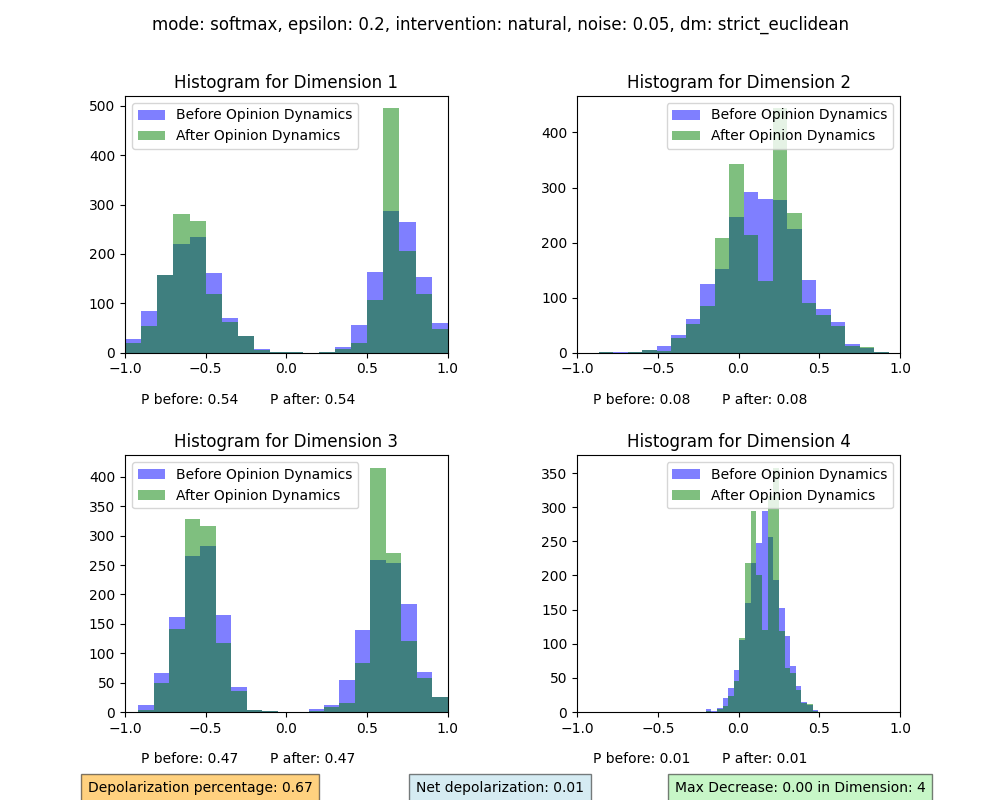 mode: softmax, epsilon: 0.2, intervention: natural, noise: 0.05, dm: strict_euclidean
Histogram for Dimension 1
Before Opinion Dynamics
After Opinion Dynamics
500
400
300
200
100
0
−1.0 −0.5 0.0 0.5 1.0
P before: 0.54 P after: 0.54
Histogram for Dimension 2
Before Opinion Dynamics
After Opinion Dynamics
400
300
200
100
0
−1.0 −0.5 0.0 0.5 1.0
P before: 0.08 P after: 0.08
Histogram for Dimension 3
Before Opinion Dynamics
After Opinion Dynamics
400
350
300
250
200
150
100
50
0
−1.0 −0.5 0.0 0.5 1.0
P before: 0.47 P after: 0.47
Histogram for Dimension 4
Before Opinion Dynamics
After Opinion Dynamics
350
300
250
200
150
100
50
0
−1.0 −0.5 0.0 0.5 1.0
P before: 0.01 P after: 0.01
Depolarization percentage: 0.67
Net depolarization: 0.01
Max Decrease: 0.00 in Dimension: 4